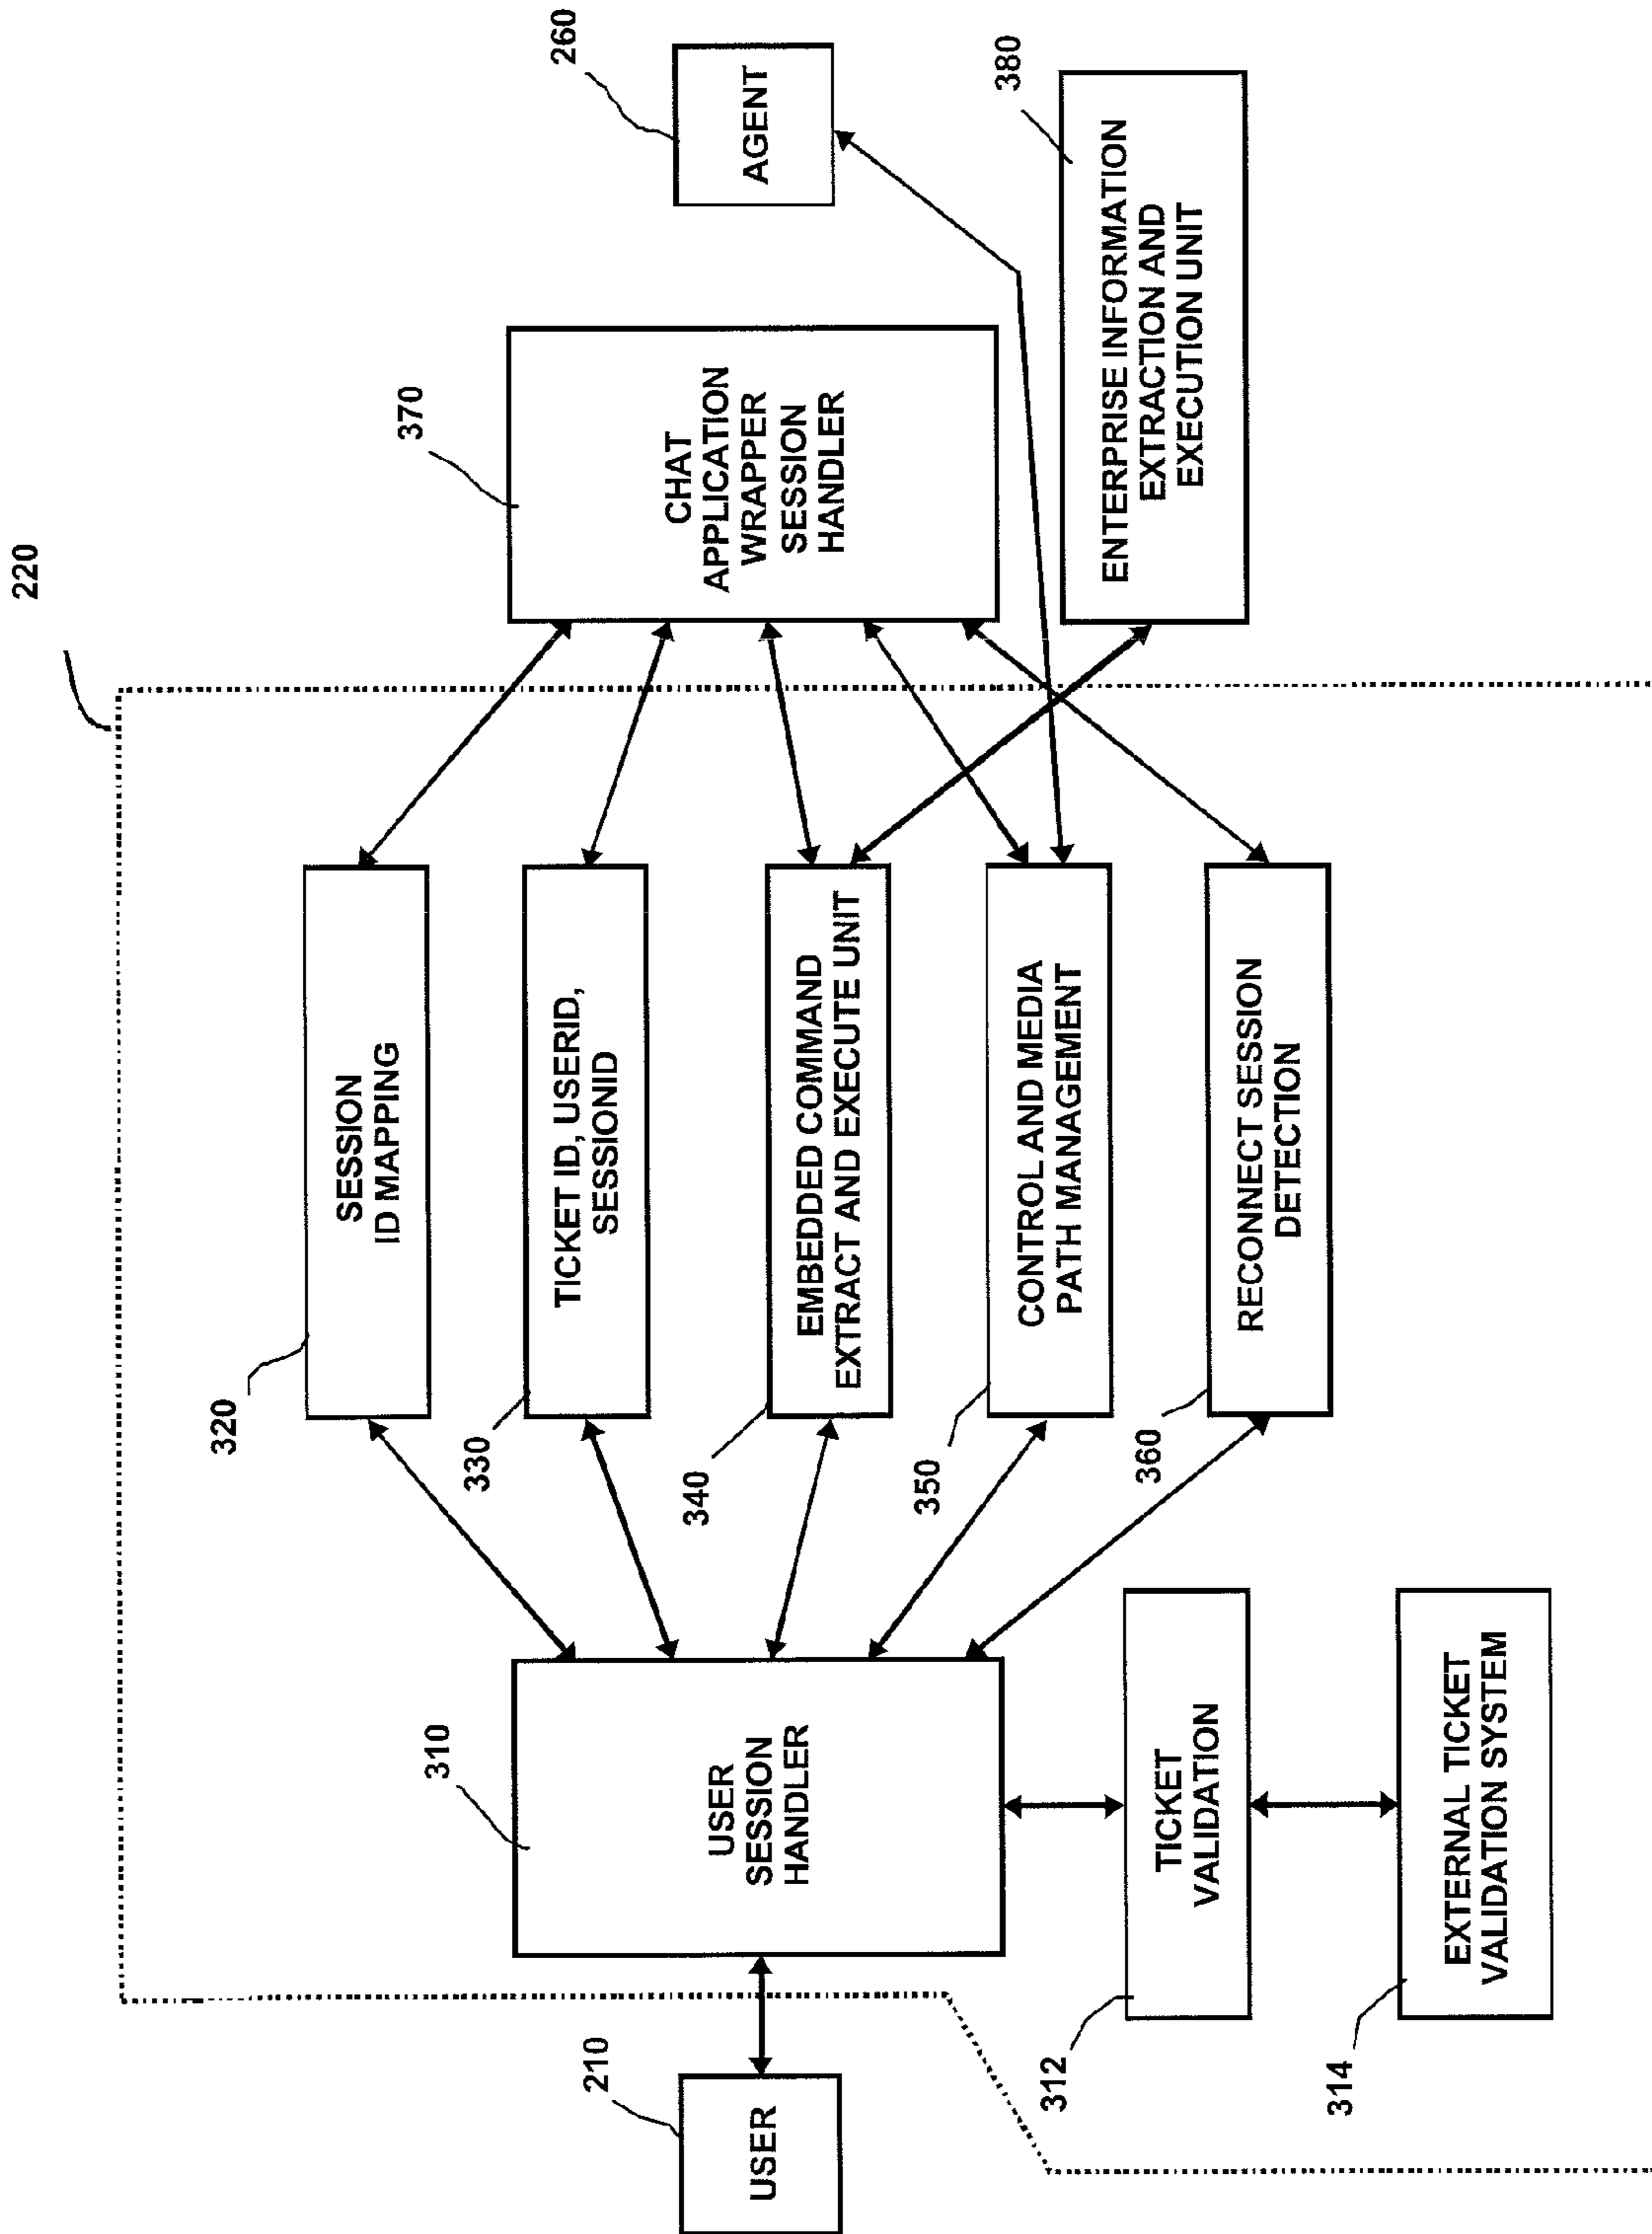 220
USER
210
USER
SESSION
HANDLER
310
TICKET
VALIDATION
312
EXTERNAL TICKET
VALIDATION SYSTEM
314
SESSION
ID MAPPING
320
TICKET ID, USERID,
SESSIONID
330
EMBEDDED COMMAND
EXTRACT AND EXECUTE UNIT
340
CONTROL AND MEDIA
PATH MANAGEMENT
350
RECONNECT SESSION
DETECTION
360
CHAT
APPLICATION
WRAPPER
SESSION
HANDLER
370
AGENT
260
ENTERPRISE INFORMATION
EXTRACTION AND
EXECUTION UNIT
380